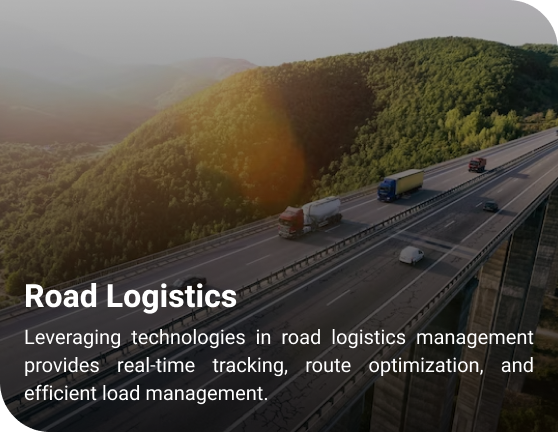 Road Logistics
Leveraging technologies in road logistics management
provides real-time tracking, route optimization, and
efficient load management.